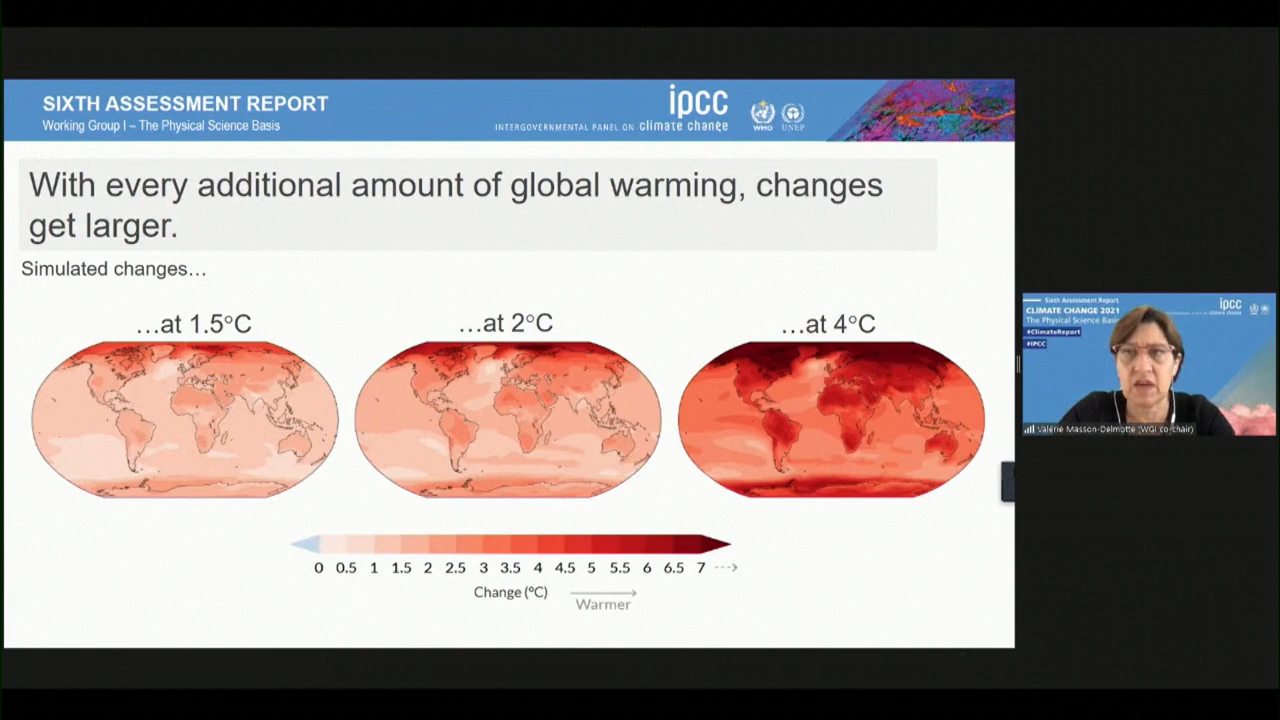 SIXTH ASSESSMENT REPORT
Working Group I – The Physical Science Basis
ipcc
INTERGOVERNMENTAL PANEL ON climate change
WMO
UNEP
With every additional amount of global warming, changes
get larger.
Simulated changes…
…at 1.5°C
…at 2°C
…at 4°C
0 0.5 1 1.5 2 2.5 3 3.5 4 4.5 5 5.5 6 6.5 7
Change (°C)
Warmer
Sixth Assessment Report
CLIMATE CHANGE 2021
The Physical Science
#ClimateReport
#IPCC
ipcc
Valérie Masson-Delmotte (WGI co-chair)